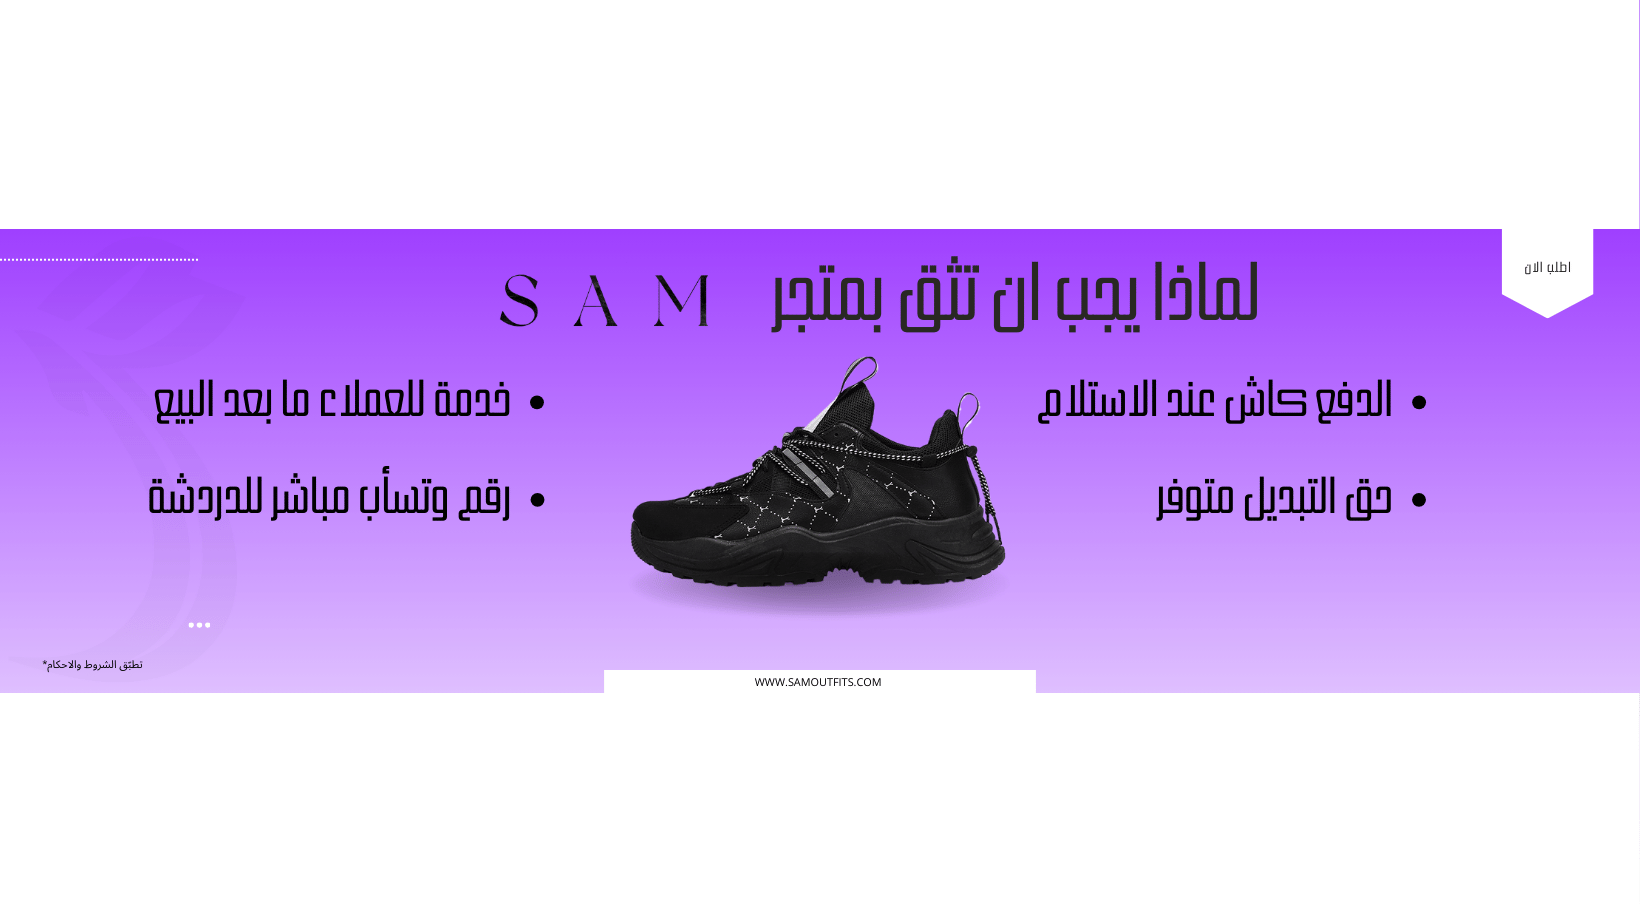 اطلب الان
لماذا يجب ان تثق بمتجر SAM
الدفع كاش عند الاستلام
حق التبديل متوفر
خدمة للعملاء ما بعد البيع
رقم وتسأب مباشر للدردشة
تطبّق الشروط والاحكام*
WWW.SAMOUTFITS.COM